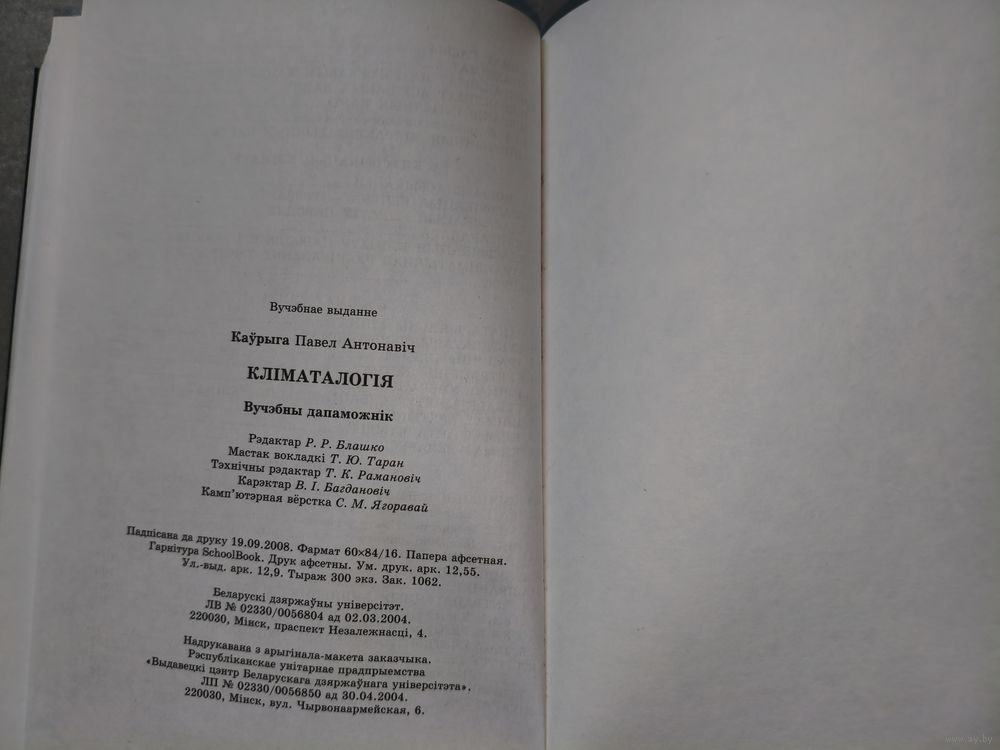 Вучэбнае выданне
Каўрыга Павел Антонавіч
КЛІМАТАЛОГІЯ
Вучэбны дапаможнік
Рэдактар Р. Р. Блашко
Мастак вокладкі Т. Ю. Таран
Тэхнічны рэдактар Т. К. Рамановіч
Карэктар В. І. Багдановіч
Камп'ютэрная вёрстка С. М. Ягоравай
Падпісана да друку 19.09.2008. Фармат 60×84/16. Папера афсетная.
Гарнітура SchoolBook. Друк афсетны. Ум. друк. арк. 12,55.
Ул.-выд. арк. 12,9. Тыраж 300 экз. Зак. 1062.
Беларускі дзяржаўны універсітэт.
ЛВ № 02330/0056804 ад 02.03.2004.
220030, Мінск, праспект Незалежнасці, 4.
Надрукавана з арыгінала-макета заказчыка.
Рэспубліканскае унітарнае прадпрыемства
«Выдавецкі цэнтр Беларускага дзяржаўнага універсітэта».
ЛП № 02330/0056850 ад 30.04.2004.
220030, Мінск, вул. Чырвонаармейская, 6.
www.ay.by